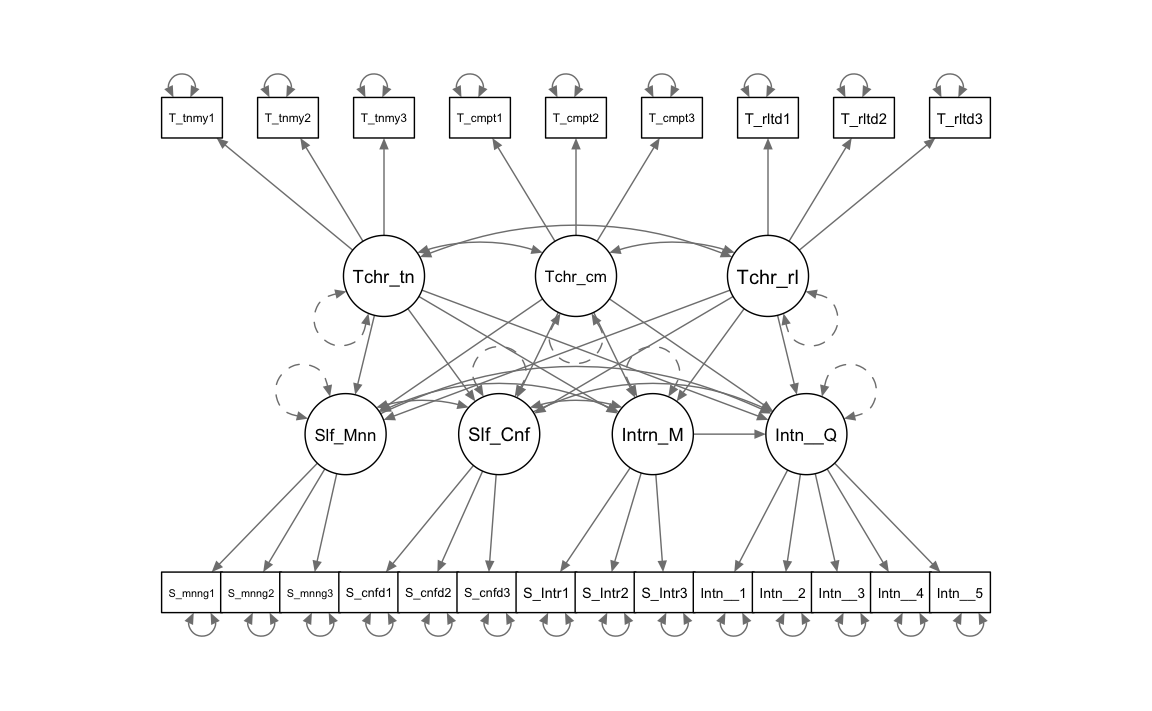 T_tnmy1 T_tnmy2 T_tnmy3 T_cmpt1 T_cmpt2 T_cmpt3 T_rltd1 T_rltd2 T_rltd3
Tchr_tn Tchr_cm Tchr_rl
Slf_Mnn Slf_Cnf Intrn_M Intn__Q
S_mnng1 S_mnng2 S_mnng3 S_cnfd1 S_cnfd2 S_cnfd3 S_Intr1 S_Intr2 S_Intr3 Intn__1 Intn__2 Intn__3 Intn__4 Intn__5